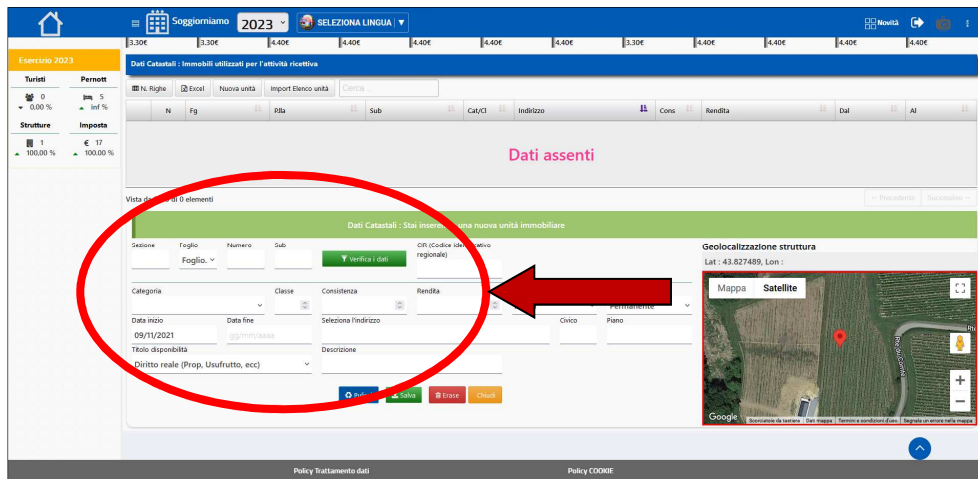 Soggiorniamo 2023 SELEZIONA LINGUA Novità
3.30€ 3.30€ 4.40€ 4.40€ 4.40€ 4.40€ 4.40€ 3.30€ 4.40€ 4.40€ 4.40€ 4.40€
Esercizio 2023
Turisti Pernott
0 5
0.00 % inf %
Strutture Imposta
1 € 17
100.00 % 100.00 %
Dati Catastali : Immobili utilizzati per l'attività ricettiva
N. Righe Excel Nuova unità Import Elenco unità Cerca ...
N Fg P.lla Sub Cat/Cl Indirizzo Cons Rendita Dal Al
Dati assenti
Vista da di 0 elementi
← Precedente Successivo →
Dati Catastali : Stai una nuova unità immobiliare
Sezione Foglio Numero Sub
Foglio.
Verifica i dati
CIR (Codice regionale)
Categoria Classe Consistenza Rendita
Permanente
Data inizio Data fine Seleziona l'indirizzo Civico Piano
09/11/2021 gg/mm/aaaa
Titolo disponibilità Descrizione
Diritto reale (Prop, Usufrutto, ecc)
Salva Erase Chiudi
Geolocalizzazione struttura
Lat : 43.827489, Lon :
Mappa Satellite
Google
Scorciatoie da tastiera Dati mappa Termini e condizioni d'uso Segnala un errore nella mappa
Policy Trattamento dati Policy COOKIE